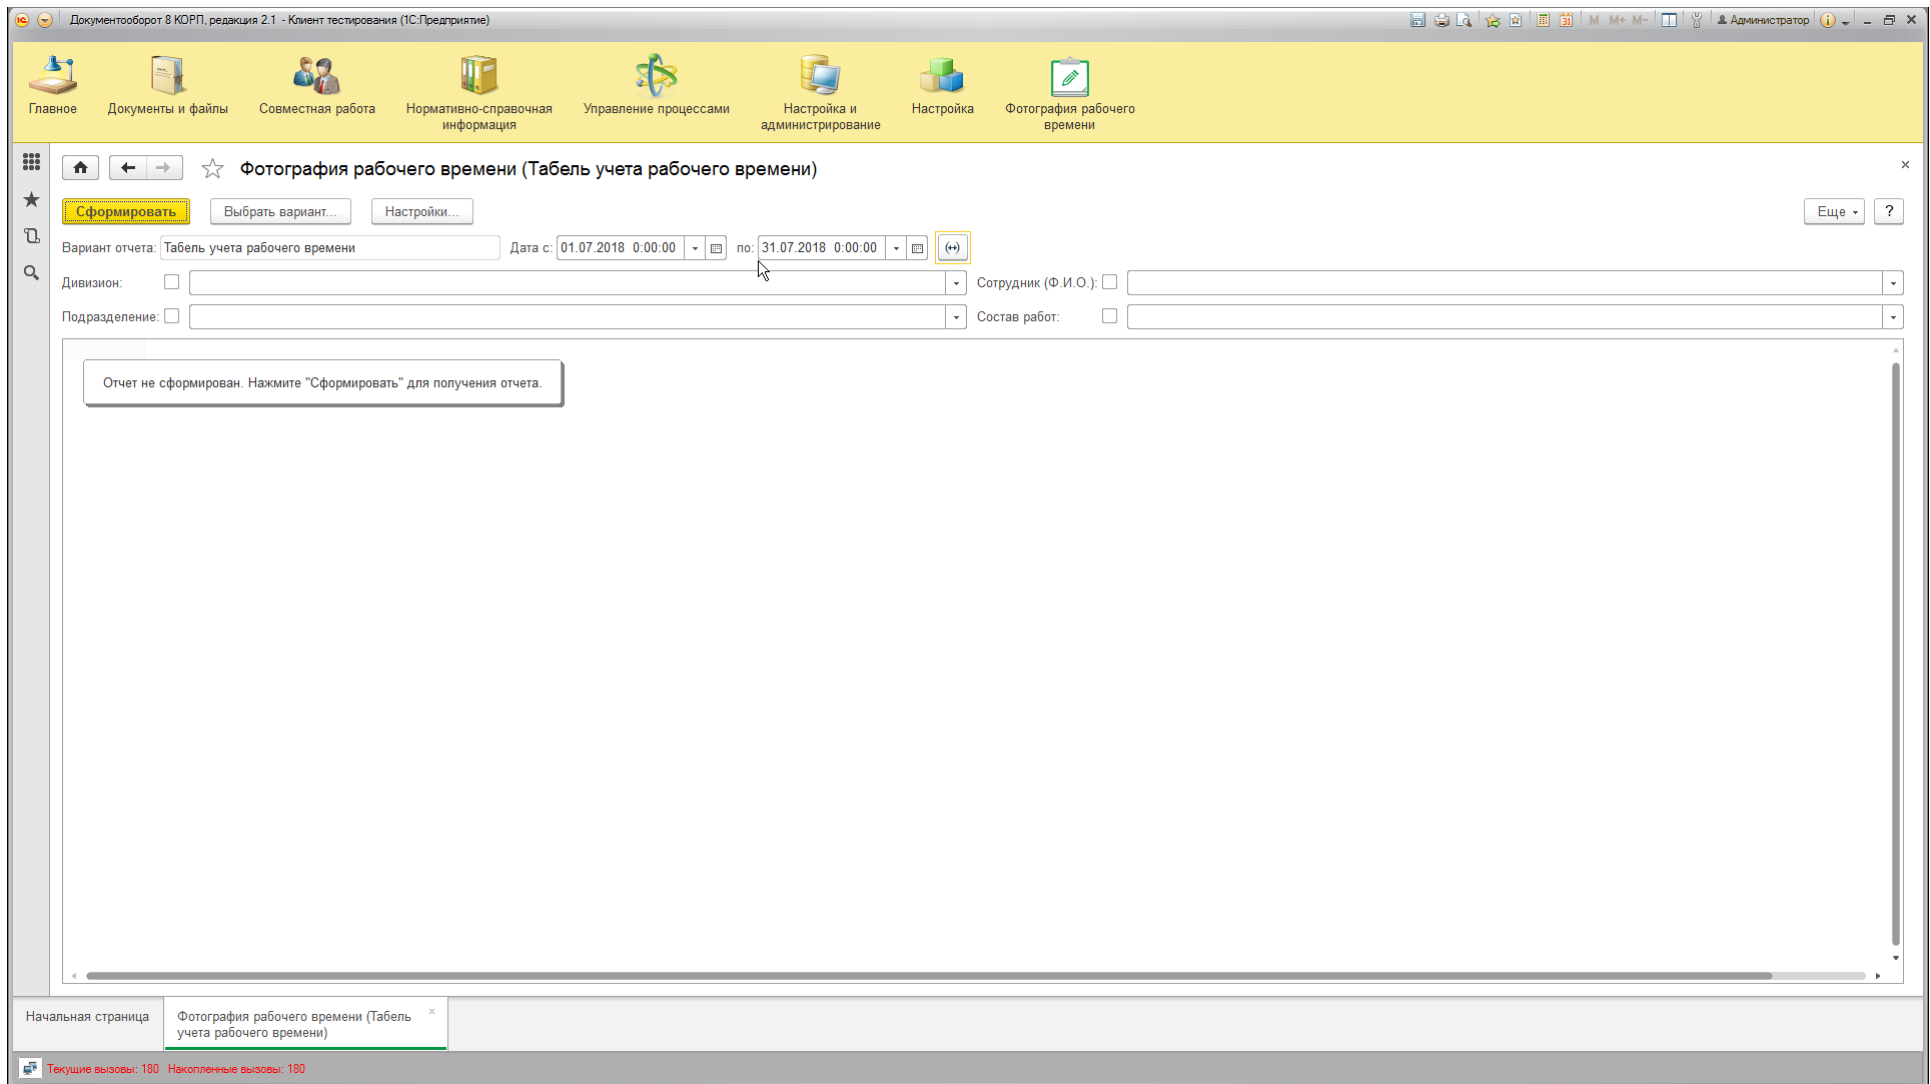 Документооборот 8 КОРП, редакция 2.1 - Клиент тестирования (1С:Предприятие)
M M+ M- Администратор
Главное
Документы и файлы
Совместная работа
Нормативно-справочная
информация
Управление процессами
Настройка и
администрирование
Настройка
Фотография рабочего
времени
Фотография рабочего времени (Табель учета рабочего времени)
Сформировать Выбрать вариант... Настройки... Еще ?
Вариант отчета: Табель учета рабочего времени Дата с: 01.07.2018 0:00:00 по: 31.07.2018 0:00:00
Дивизион: Сотрудник (Ф.И.О.):
Подразделение: Состав работ:
Отчет не сформирован. Нажмите "Сформировать" для получения отчета.
Начальная страница
Фотография рабочего времени (Табель
учета рабочего времени)
Текущие вызовы: 180 Накопленные вызовы: 180